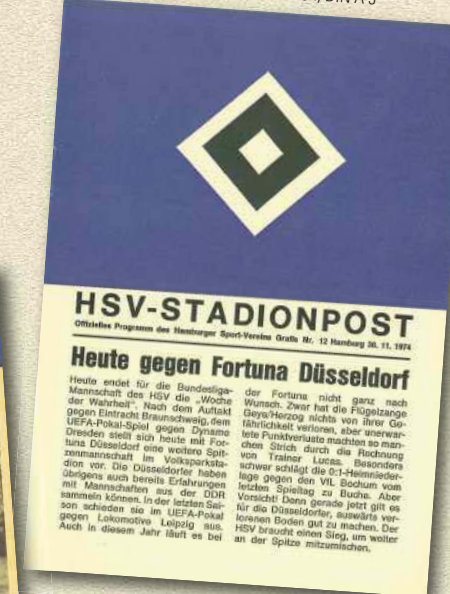 DIN A 5
HSV-STADIONPOST
Offizielles Programm des Hamburger Sport-Vereins Gratis Nr. 12 Hamburg 30. 11. 1974
Heute gegen Fortuna Düsseldorf
Heute endet für die Bundesliga-
Mannschaft des HSV die „Woche
der Wahrheit“. Nach dem Auftakt
gegen Eintracht Braunschweig, dem
UEFA-Pokal-Spiel gegen Dynamo
Dresden stellt sich heute mit For-
tuna Düsseldorf eine weitere Spit-
zenmannschaft im Volksparksta-
dion vor. Die Düsseldorfer haben
übrigens auch bereits Erfahrungen
mit Mannschaften aus der DDR
sammeln können. In der letzten Sai-
son schieden sie im UEFA-Pokal
gegen Lokomotive Leipzig aus.
Auch in diesem Jahr läuft es bei
der Fortuna nicht ganz nach
Wunsch. Zwar hat die Flügelzange
Geye/Herzog nichts von ihrer Ge-
fährlichkeit verloren, aber unerwar-
tete Punktverluste machten so man-
chen Strich durch die Rechnung
von Trainer Lucas. Besonders
schwer schlägt die 0:1-Heimnieder-
lage gegen den VfL Bochum vom
letzten Spieltag zu Buche. Aber
Vorsicht! Denn gerade jetzt gilt es
für die Düsseldorfer, auswärts ver-
lorenen Boden gut zu machen. Der
HSV braucht einen Sieg, um weiter
an der Spitze mitzumischen.